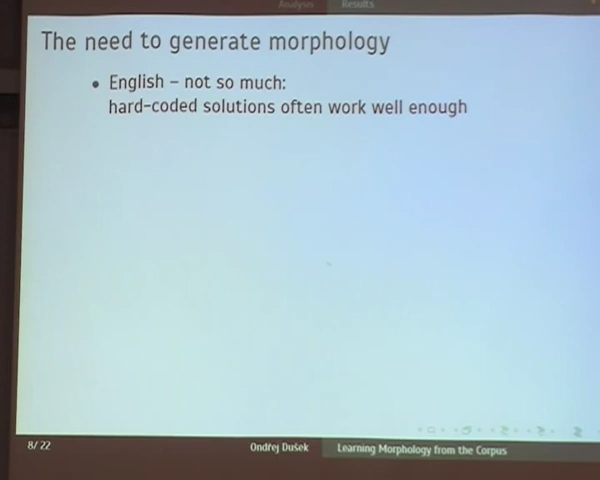 Analysis Results
The need to generate morphology
• English – not so much:
hard-coded solutions often work well enough
8/22 Ondřej Dušek Learning Morphology from the Corpus